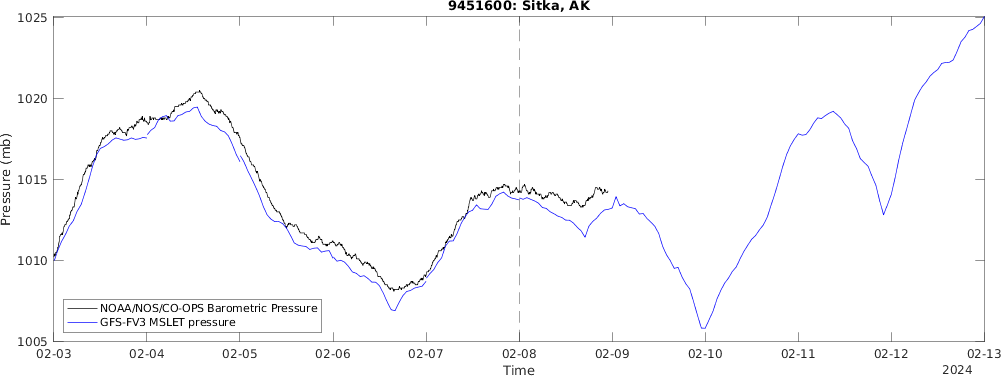 9451600: Sitka, AK
1025
1020
1015
1010
1005
Pressure (mb)
NOAA/NOS/CO-OPS Barometric Pressure
GFS-FV3 MSLET pressure
02-03 02-04 02-05 02-06 02-07 02-08 02-09 02-10 02-11 02-12 02-13
Time
2024